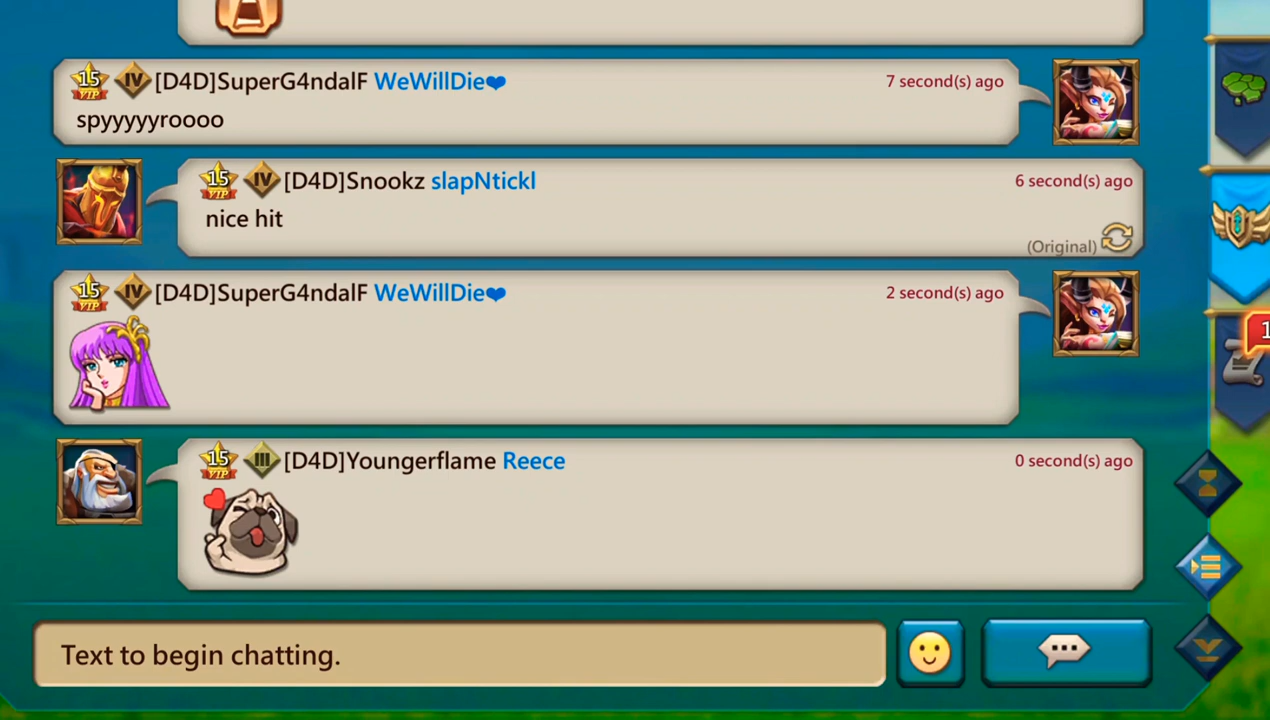 15 VIP IV [D4D]SuperG4ndalF WeWillDie❤ 7 second(s) ago
spyyyyyroooo
15 VIP IV [D4D]Snookz slapNtickl 6 second(s) ago
nice hit
(Original)
15 VIP IV [D4D]SuperG4ndalF WeWillDie❤ 2 second(s) ago
1
15 VIP III [D4D]Youngerflame Reece 0 second(s) ago
Text to begin chatting.